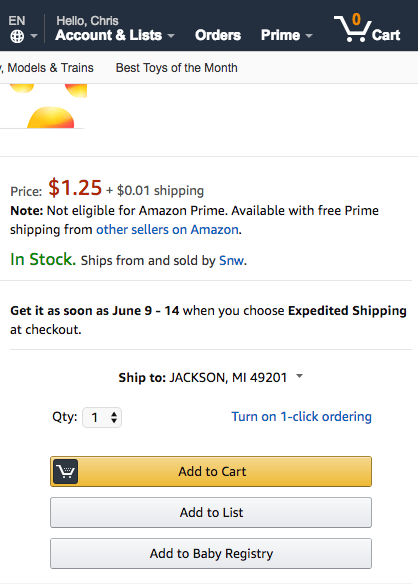 EN
Hello, Chris
Account & Lists
Orders
Prime
0
Cart
, Models & Trains
Best Toys of the Month
Price: $1.25 + $0.01 shipping
Note: Not eligible for Amazon Prime. Available with free Prime
shipping from other sellers on Amazon.
In Stock. Ships from and sold by Snw.
Get it as soon as June 9 - 14 when you choose Expedited Shipping
at checkout.
Ship to: JACKSON, MI 49201
Qty: 1
Turn on 1-click ordering
Add to Cart
Add to List
Add to Baby Registry